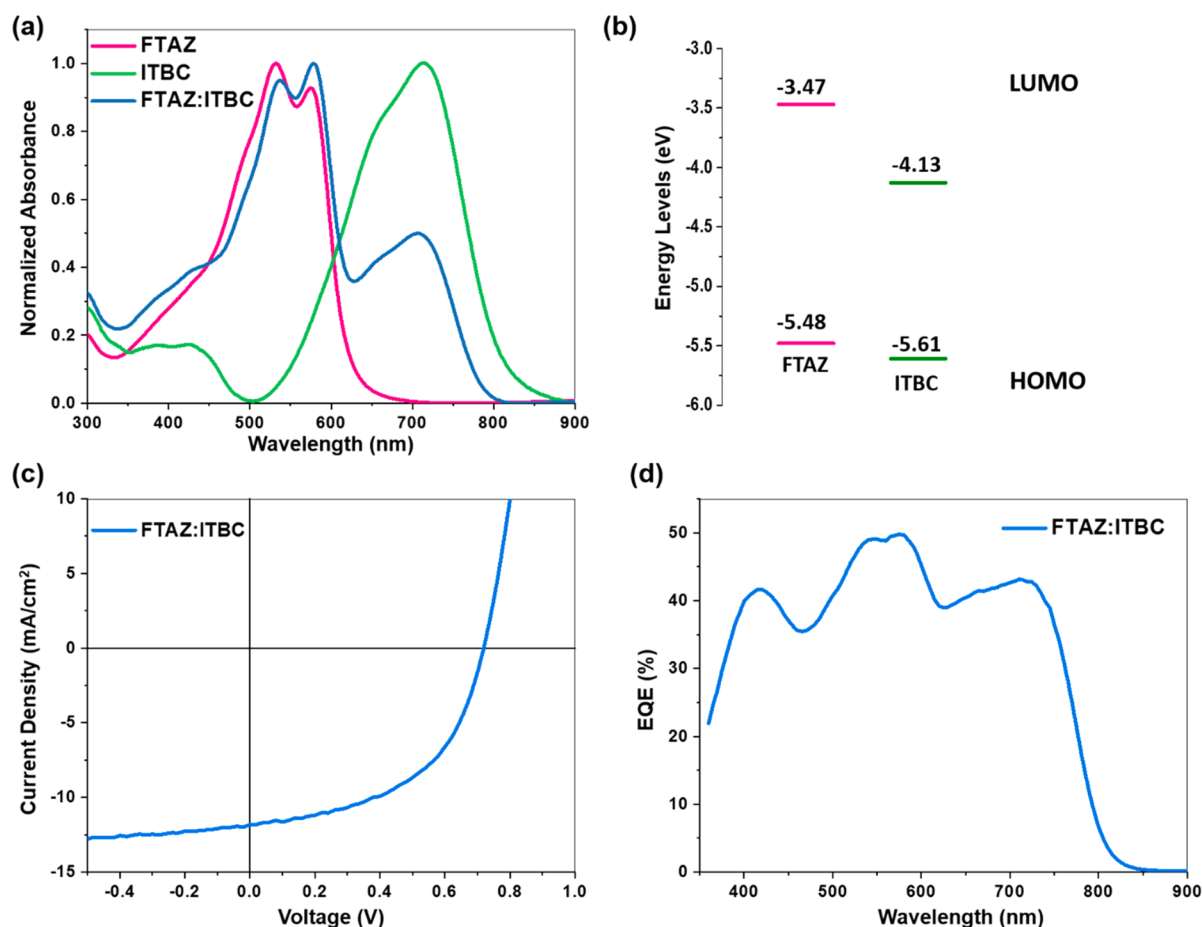 (a)
FTAZ
ITBC
FTAZ:ITBC
Normalized Absorbance
1.0
0.8
0.6
0.4
0.2
0.0
300 400 500 600 700 800 900
Wavelength (nm)
(b)
LUMO
HOMO
Energy Levels (eV)
-3.0
-3.5
-4.0
-4.5
-5.0
-5.5
-6.0
-3.47
-4.13
-5.48
FTAZ
-5.61
ITBC
(c)
FTAZ:ITBC
Current Density (mA/cm²)
10
5
0
-5
-10
-15
-0.4 -0.2 0.0 0.2 0.4 0.6 0.8 1.0
Voltage (V)
(d)
FTAZ:ITBC
EQE (%)
50
40
30
20
10
0
400 500 600 700 800 900
Wavelength (nm)